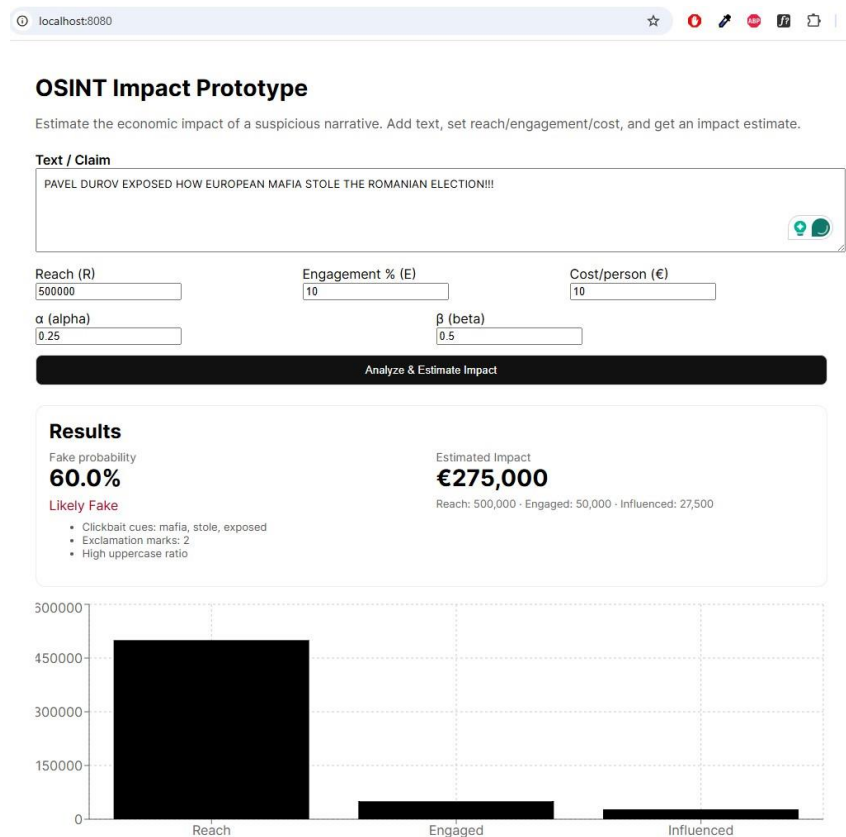 localhost:8080
ABP
f?
OSINT Impact Prototype
Estimate the economic impact of a suspicious narrative. Add text, set reach/engagement/cost, and get an impact estimate.
Text / Claim
PAVEL DUROV EXPOSED HOW EUROPEAN MAFIA STOLE THE ROMANIAN ELECTION!!!
Reach (R) Engagement % (E) Cost/person (€)
500000 10 10
α (alpha) β (beta)
0.25 0.5
Analyze & Estimate Impact
Results
Fake probability Estimated Impact
60.0% €275,000
Likely Fake Reach: 500,000 · Engaged: 50,000 · Influenced: 27,500
• Clickbait cues: mafia, stole, exposed
• Exclamation marks: 2
• High uppercase ratio
600000
450000
300000
150000
0
Reach Engaged Influenced